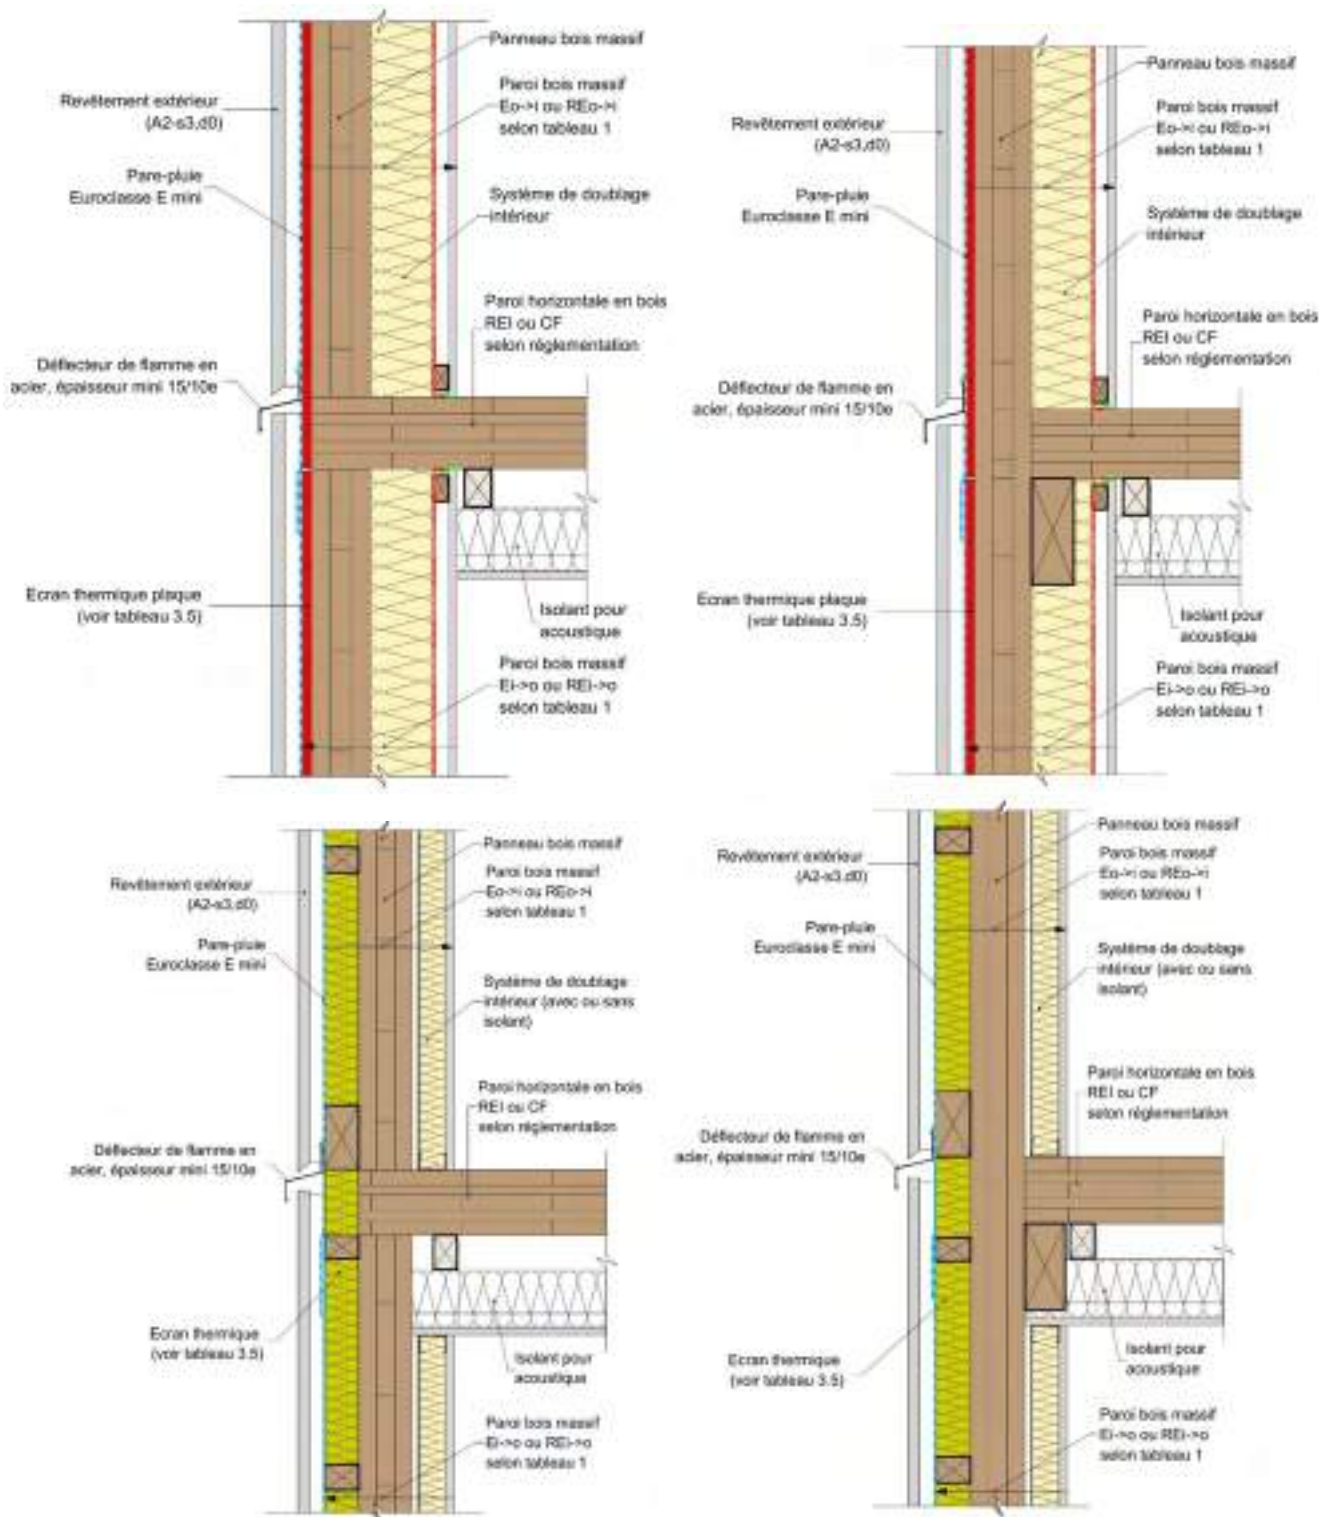 Panneau bois massif
Paroi bois massif
Eo->i ou REo->i
selon tableau 1
Revêtement extérieur
(A2-s3,d0)
Pare-pluie
Euroclasse E mini
Système de doublage
intérieur
Paroi horizontale en bois
REI ou CF
selon réglementation
Déflecteur de flamme en
acier, épaisseur mini 15/10e
Ecran thermique plaque
(voir tableau 3.5)
Isolant pour
acoustique
Paroi bois massif
Ei->o ou REi->o
selon tableau 1
Panneau bois massif
Paroi bois massif
Eo->i ou REo->i
selon tableau 1
Revêtement extérieur
(A2-s3,d0)
Pare-pluie
Euroclasse E mini
Système de doublage
intérieur
Paroi horizontale en bois
REI ou CF
selon réglementation
Déflecteur de flamme en
acier, épaisseur mini 15/10e
Ecran thermique plaque
(voir tableau 3.5)
Isolant pour
acoustique
Paroi bois massif
Ei->o ou REi->o
selon tableau 1
Panneau bois massif
Paroi bois massif
Eo->i ou REo->i
selon tableau 1
Revêtement extérieur
(A2-s3,d0)
Pare-pluie
Euroclasse E mini
Système de doublage
intérieur (avec ou sans
isolant)
Paroi horizontale en bois
REI ou CF
selon réglementation
Déflecteur de flamme en
acier, épaisseur mini 15/10e
Ecran thermique
(voir tableau 3.5)
Isolant pour
acoustique
Paroi bois massif
Ei->o ou REi->o
selon tableau 1
Panneau bois massif
Paroi bois massif
Eo->i ou REo->i
selon tableau 1
Revêtement extérieur
(A2-s3,d0)
Pare-pluie
Euroclasse E mini
Système de doublage
intérieur (avec ou sans
isolant)
Paroi horizontale en bois
REI ou CF
selon réglementation
Déflecteur de flamme en
acier, épaisseur mini 15/10e
Ecran thermique
(voir tableau 3.5)
Isolant pour
acoustique
Paroi bois massif
Ei->o ou REi->o
selon tableau 1